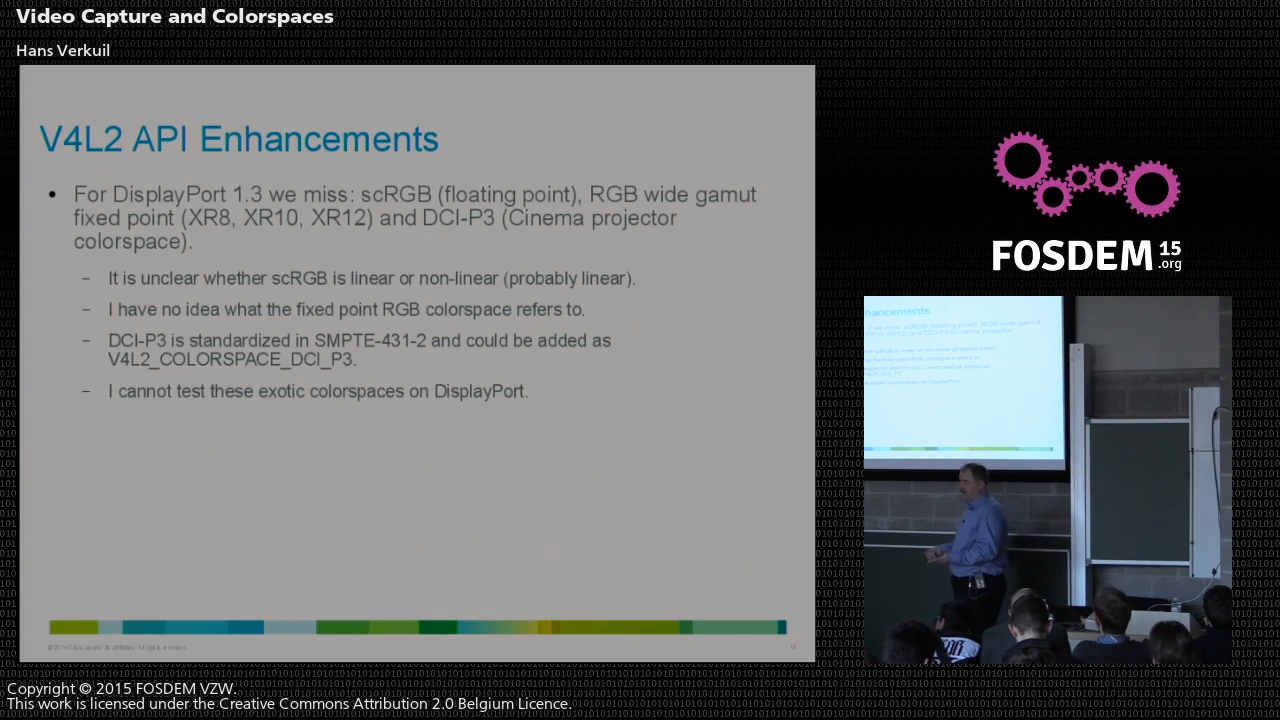 Video Capture and Colorspaces
Hans Verkuil
V4L2 API Enhancements
• For DisplayPort 1.3 we miss: scRGB (floating point), RGB wide gamut
fixed point (XR8, XR10, XR12) and DCI-P3 (Cinema projector
colorspace).
– It is unclear whether scRGB is linear or non-linear (probably linear).
– I have no idea what the fixed point RGB colorspace refers to.
– DCI-P3 is standardized in SMPTE-431-2 and could be added as
V4L2_COLORSPACE_DCI_P3.
– I cannot test these exotic colorspaces on DisplayPort.
FOSDEM 15
.org
Copyright © 2015 FOSDEM VZW.
This work is licensed under the Creative Commons Attribution 2.0 Belgium Licence.